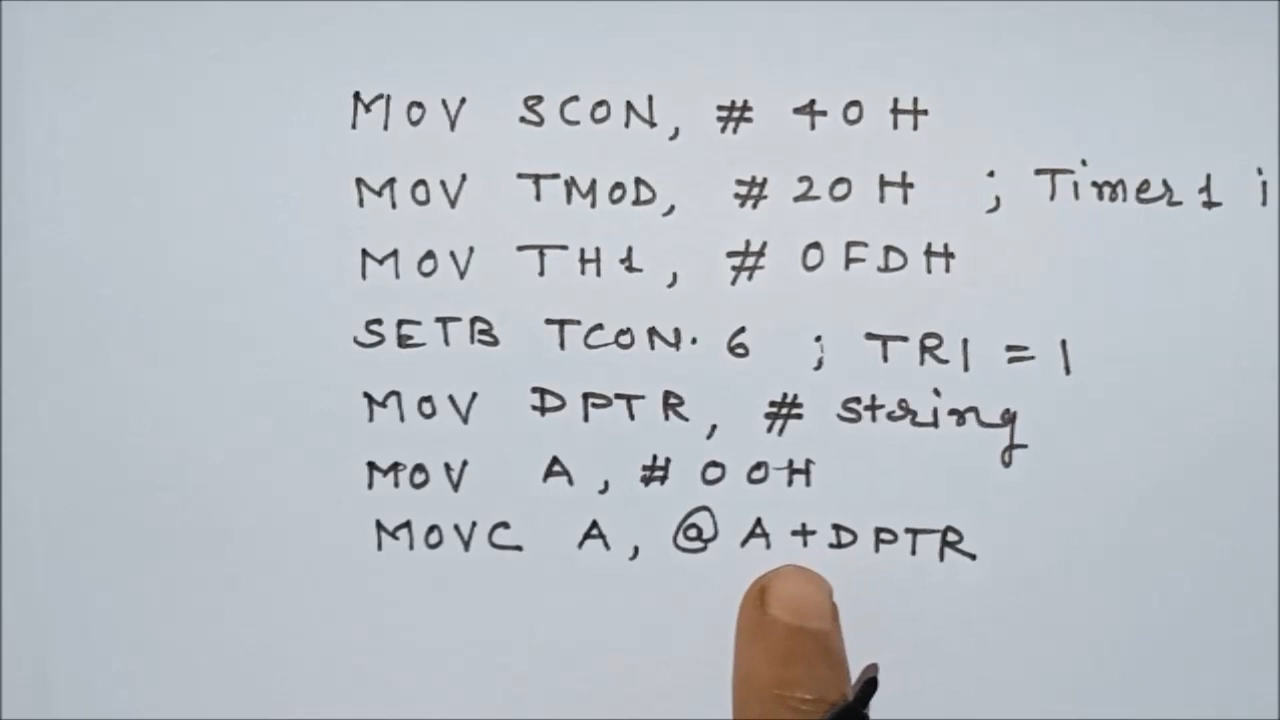 MOV SCON, # 40H
MOV TMOD, # 20H ; Timer1 i
MOV TH1, # 0FDH
SETB TCON.6 ; TR1 = 1
MOV DPTR, # string
MOV A, # 00H
MOVC A, @ A+DPTR